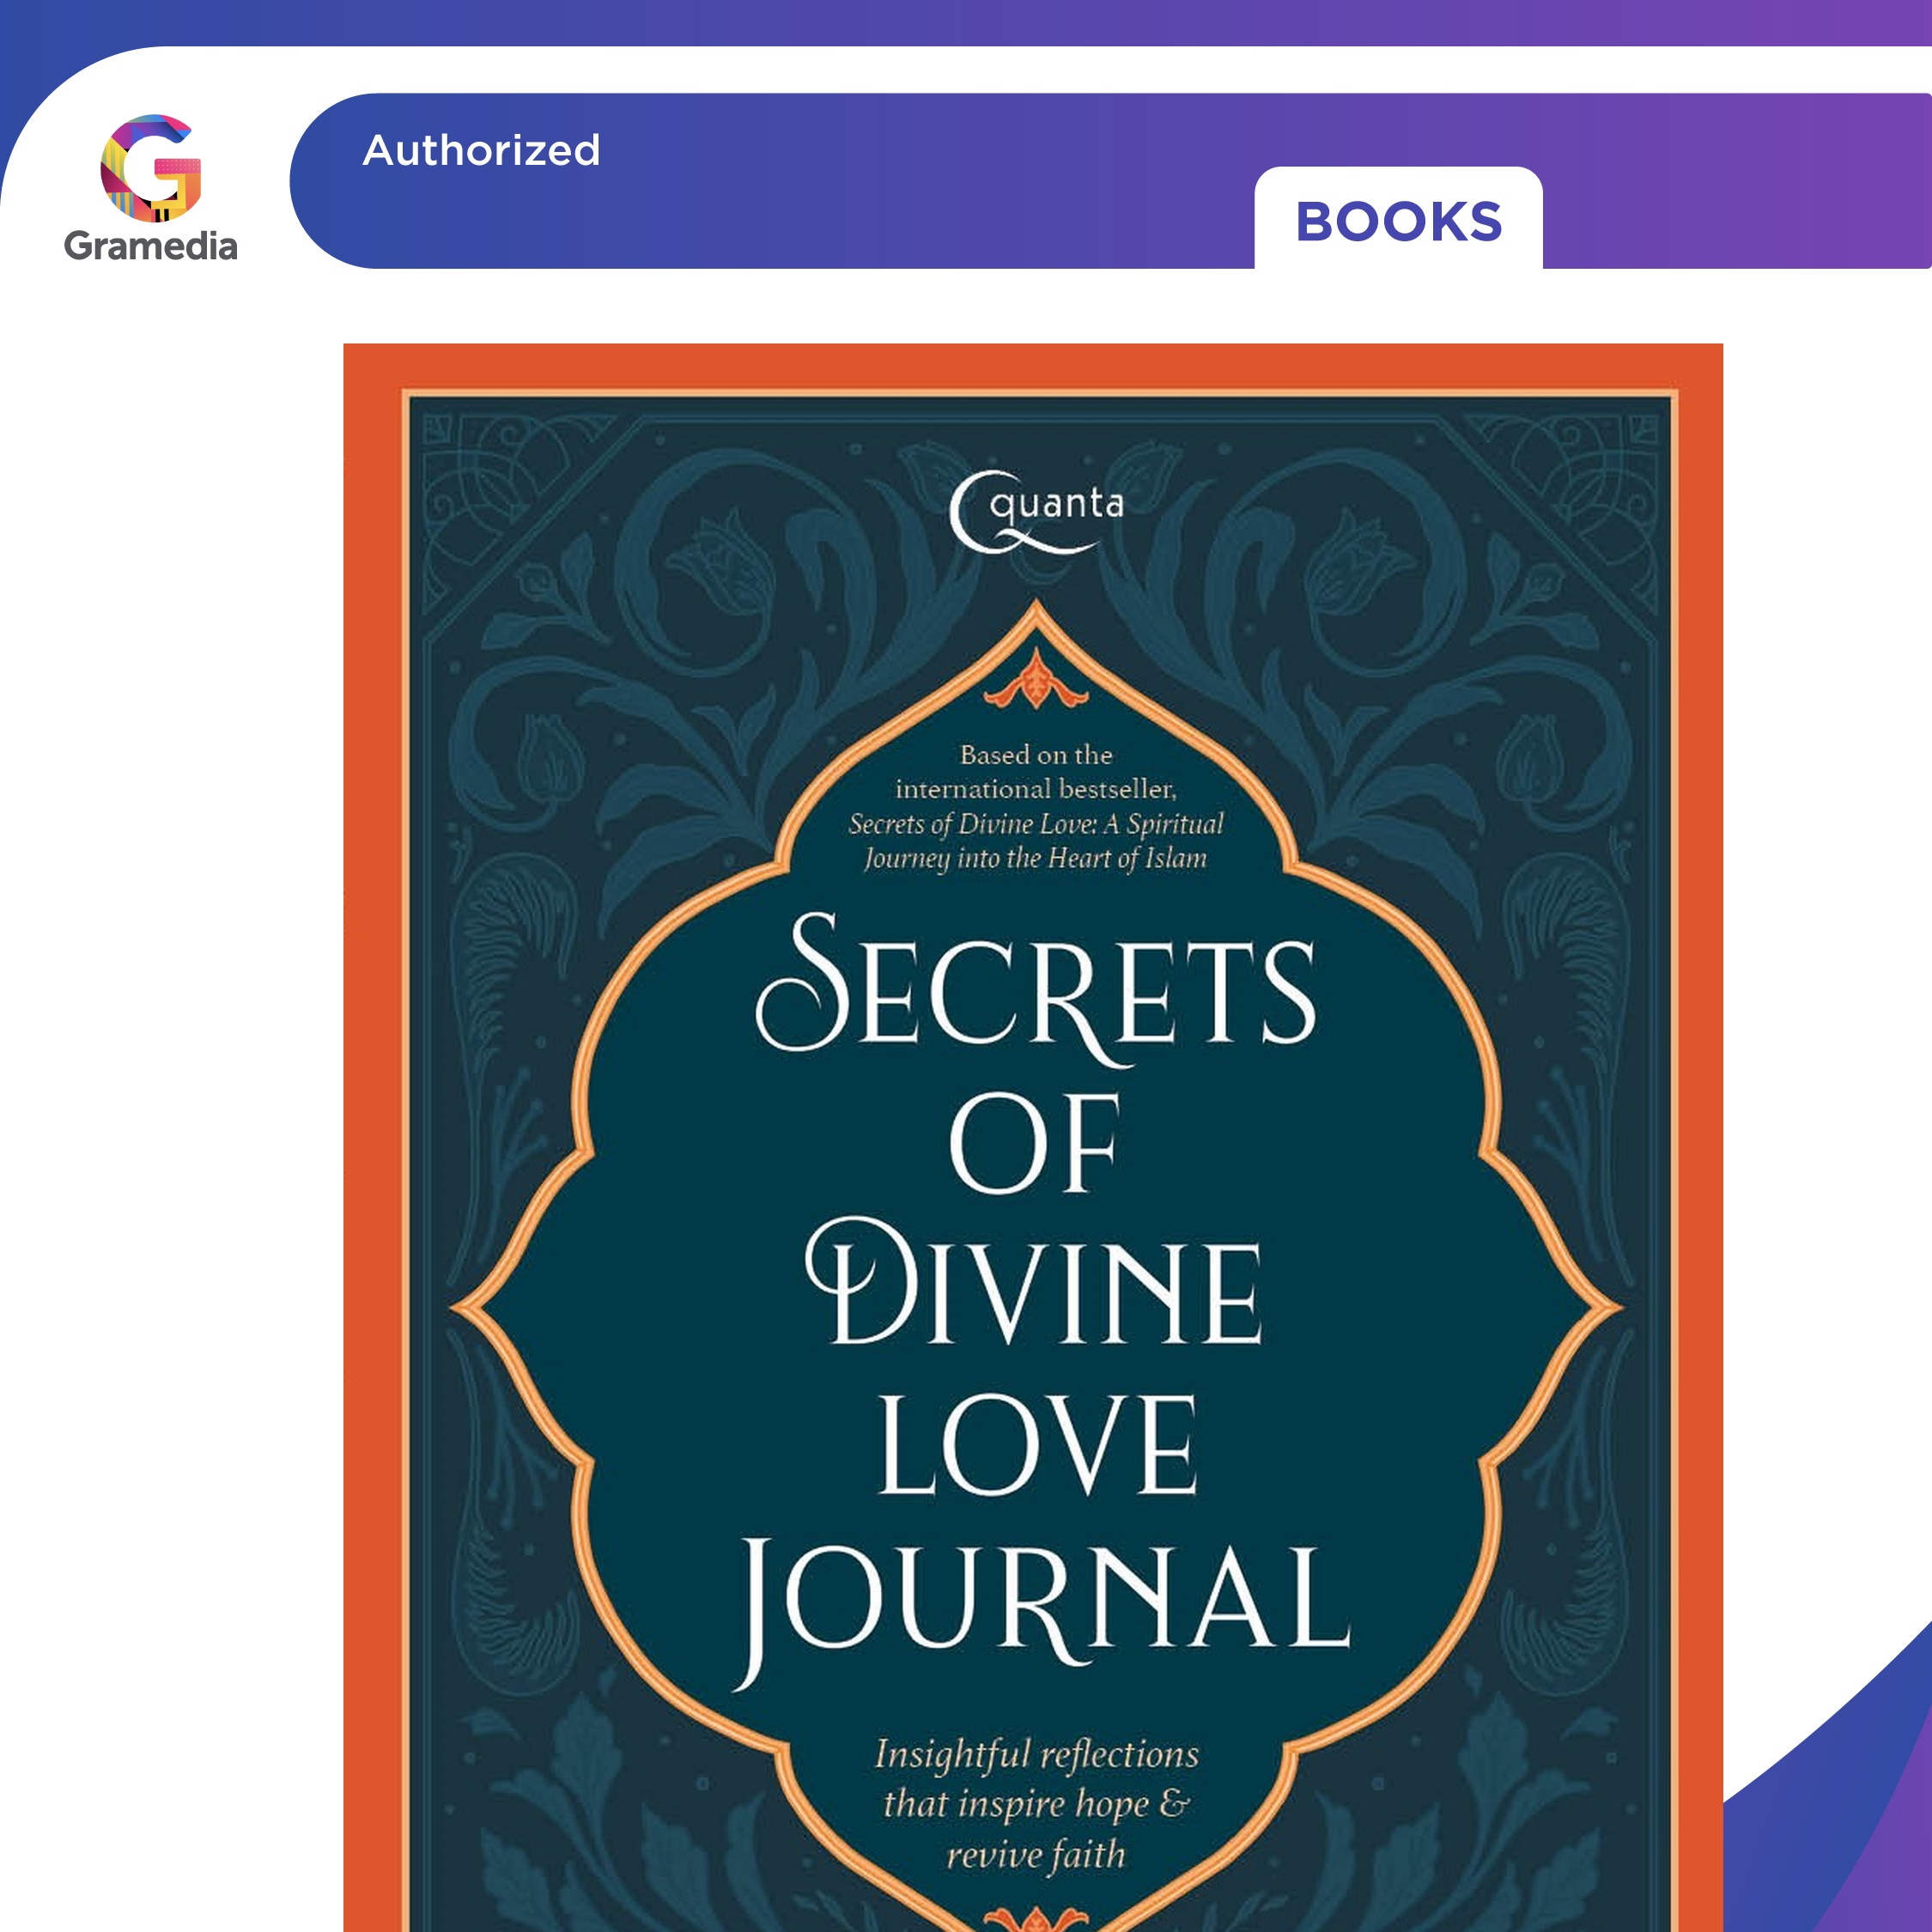 Gramedia
Authorized
BOOKS
quanta
Based on the
international bestseller,
Secrets of Divine Love: A Spiritual
Journey into the Heart of Islam
SECRETS
OF
DIVINE
LOVE
JOURNAL
Insightful reflections
that inspire hope &
revive faith